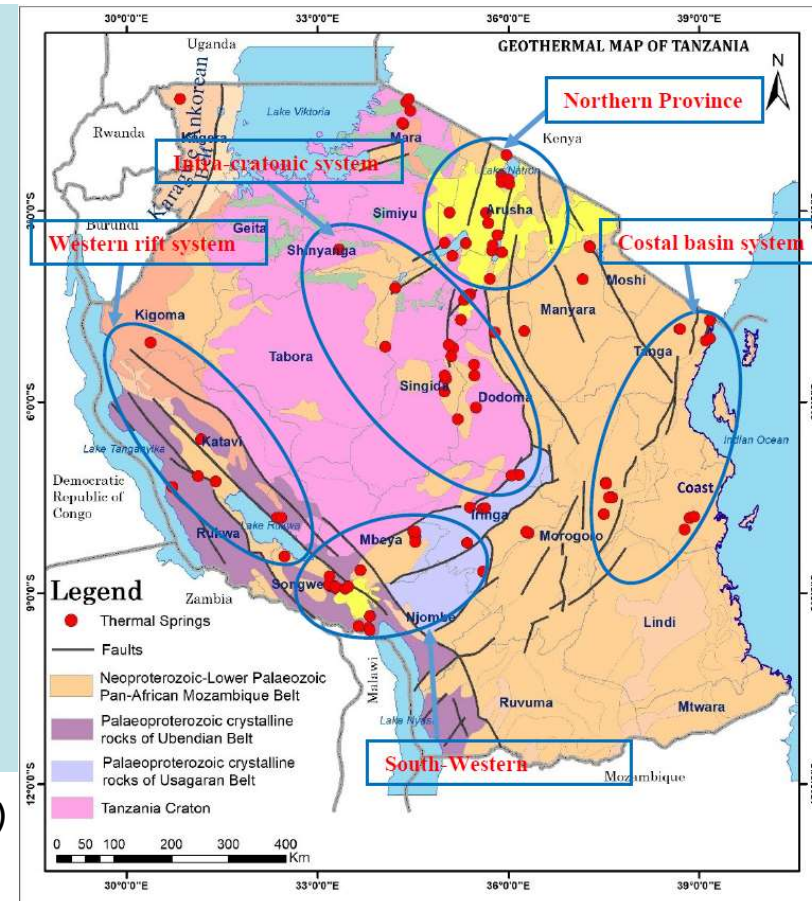 30°0'0"E 33°0'0"E 36°0'0"E 39°0'0"E
Uganda
GEOTHERMAL MAP OF TANZANIA
N
Lake Viktoria
Northern Province
Rwanda
Kagera
Karagwe Ankorean
Mara
Kenya
Intra-cratonic system
Lake Natron
Simiyu
Arusha
Burundi
Geita
Western rift system
Shinyanga
Costal basin system
Moshi
Kigoma
Manyara
Tabora
Tanga
Singida
Dodoma
6°0'0"S
Lake Tanganyika
Katavi
Indian Ocean
Democratic
Republic of
Congo
Coast
Rukwa
Lake Rukwa
Mbeya
Iringa
Morogoro
Legend
Zambia
Songwe
9°0'0"S
Njombe
Lindi
Thermal Springs
Faults
Malawi
Neoproterozoic-Lower Palaeozoic
Pan-African Mozambique Belt
Ruvuma
Mtwara
Palaeoproterozoic crystalline
rocks of Ubendian Belt
Lake Nyasa
Palaeoproterozoic crystalline
rocks of Usagaran Belt
South-Western
Mozambique
12°0'0"S
Tanzania Craton
)
0 50 100 200 300 400
Km
30°0'0"E 33°0'0"E 36°0'0"E 39°0'0"E